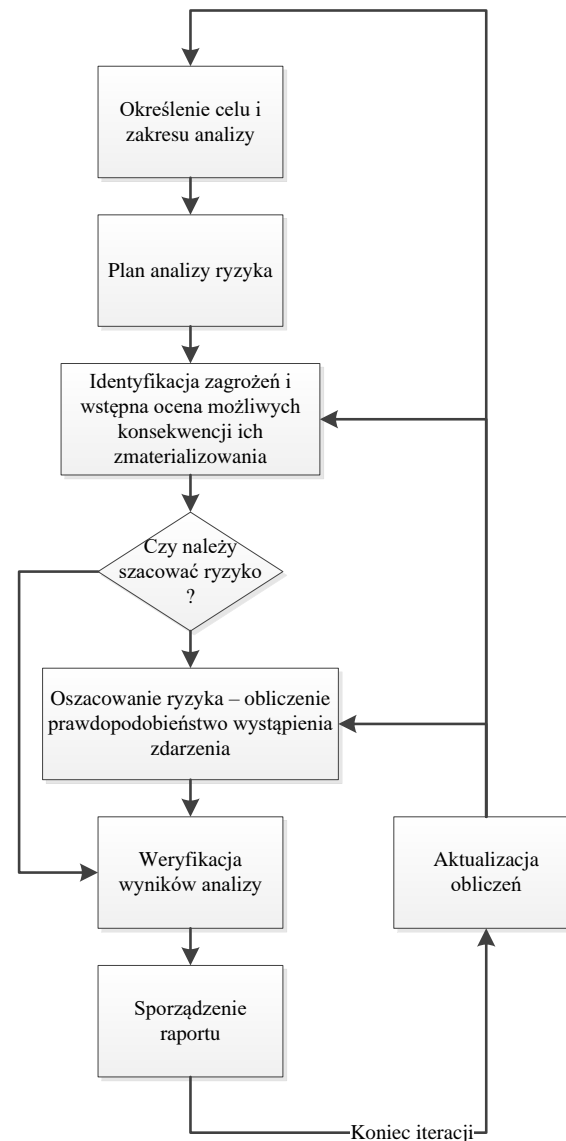 Określenie celu i
zakresu analizy
Plan analizy ryzyka
Identyfikacja zagrożeń i
wstępna ocena możliwych
konsekwencji ich
zmaterializowania
Czy należy
szacować ryzyko
?
Oszacowanie ryzyka – obliczenie
prawdopodobieństwo wystąpienia
zdarzenia
Weryfikacja
wyników analizy
Aktualizacja
obliczeń
Sporządzenie
raportu
Koniec iteracji